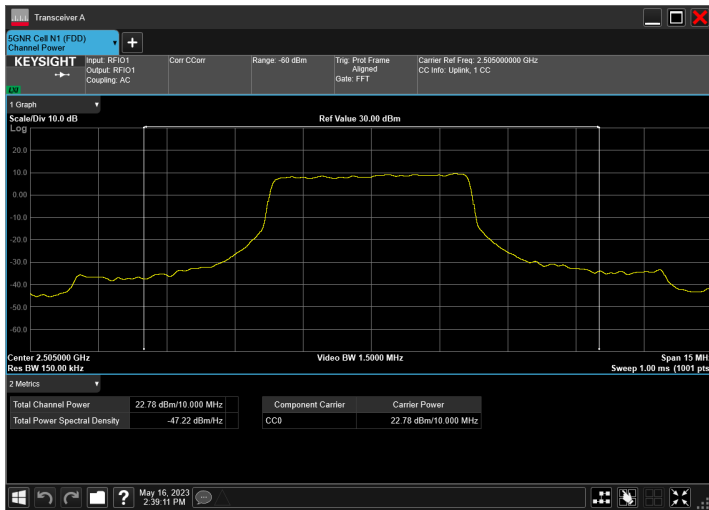 Transceiver A
5GNR Cell N1 (FDD)
Channel Power
KEYSIGHT
LXI
Input: RFIO1
Output: RFIO1
Coupling: AC
Corr CCorr
Range: -60 dBm
Trig: Prot Frame
Aligned
Gate: FFT
Carrier Ref Freq: 2.505000000 GHz
CC Info: Uplink, 1 CC
1 Graph
Scale/Div 10.0 dB
Ref Value 30.00 dBm
Log
20.0
10.0
0.00
-10.0
-20.0
-30.0
-40.0
-50.0
-60.0
Center 2.505000 GHz
Video BW 1.5000 MHz
Span 15 MH
Res BW 150.00 kHz
Sweep 1.00 ms (1001 pts
2 Metrics
Total Channel Power 22.78 dBm/10.000 MHz
Total Power Spectral Density -47.22 dBm/Hz
Component Carrier Carrier Power
CC0 22.78 dBm/10.000 MHz
May 16, 2023
2:39:11 PM